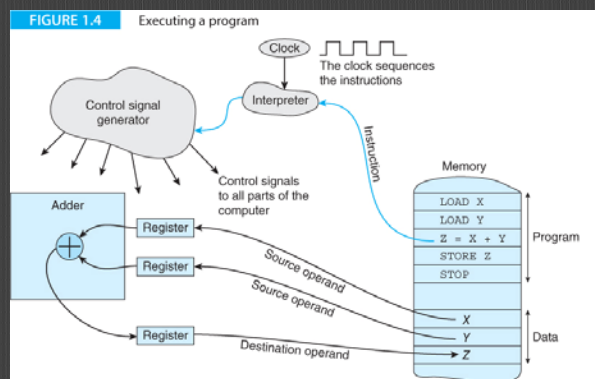 FIGURE 1.4 Executing a program
Clock
The clock sequences
the instructions
Interpreter
Control signal
generator
Instruction
Control signals
to all parts of the
computer
Memory
LOAD X
LOAD Y
Z = X + Y
STORE Z
STOP
Program
X
Y
Z
Data
Adder
+
Register
Register
Register
Source operand
Source operand
Destination operand